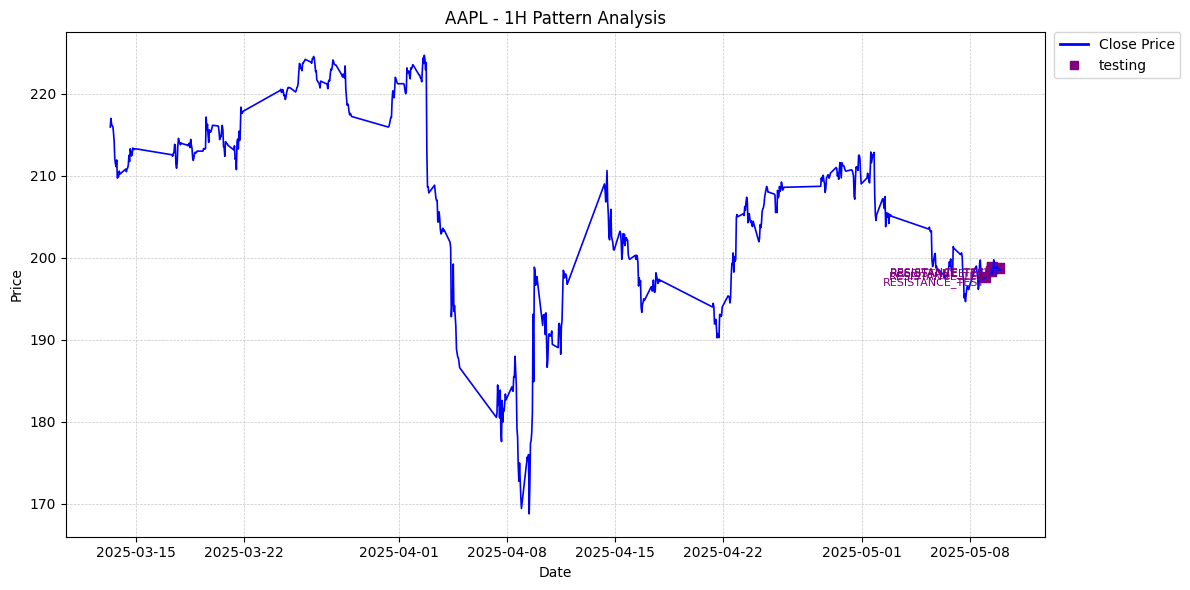 AAPL - 1H Pattern Analysis
Close Price
testing
Price
220
210
200
190
180
170
RESISTANCE_TEST
2025-03-15
2025-03-22
2025-04-01
2025-04-08
2025-04-15
2025-04-22
2025-05-01
2025-05-08
Date